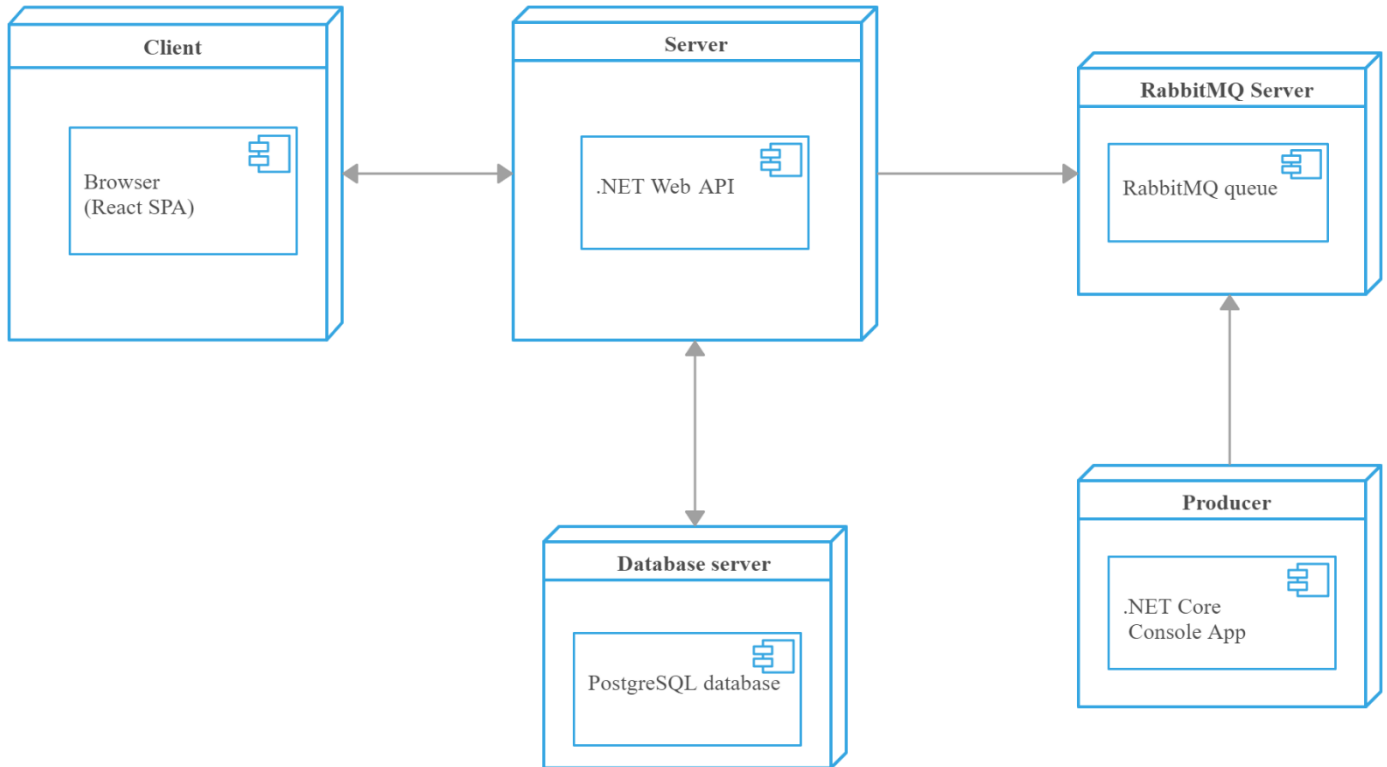 Client
Browser
(React SPA)
Server
.NET Web API
RabbitMQ Server
RabbitMQ queue
Database server
PostgreSQL database
Producer
.NET Core
Console App